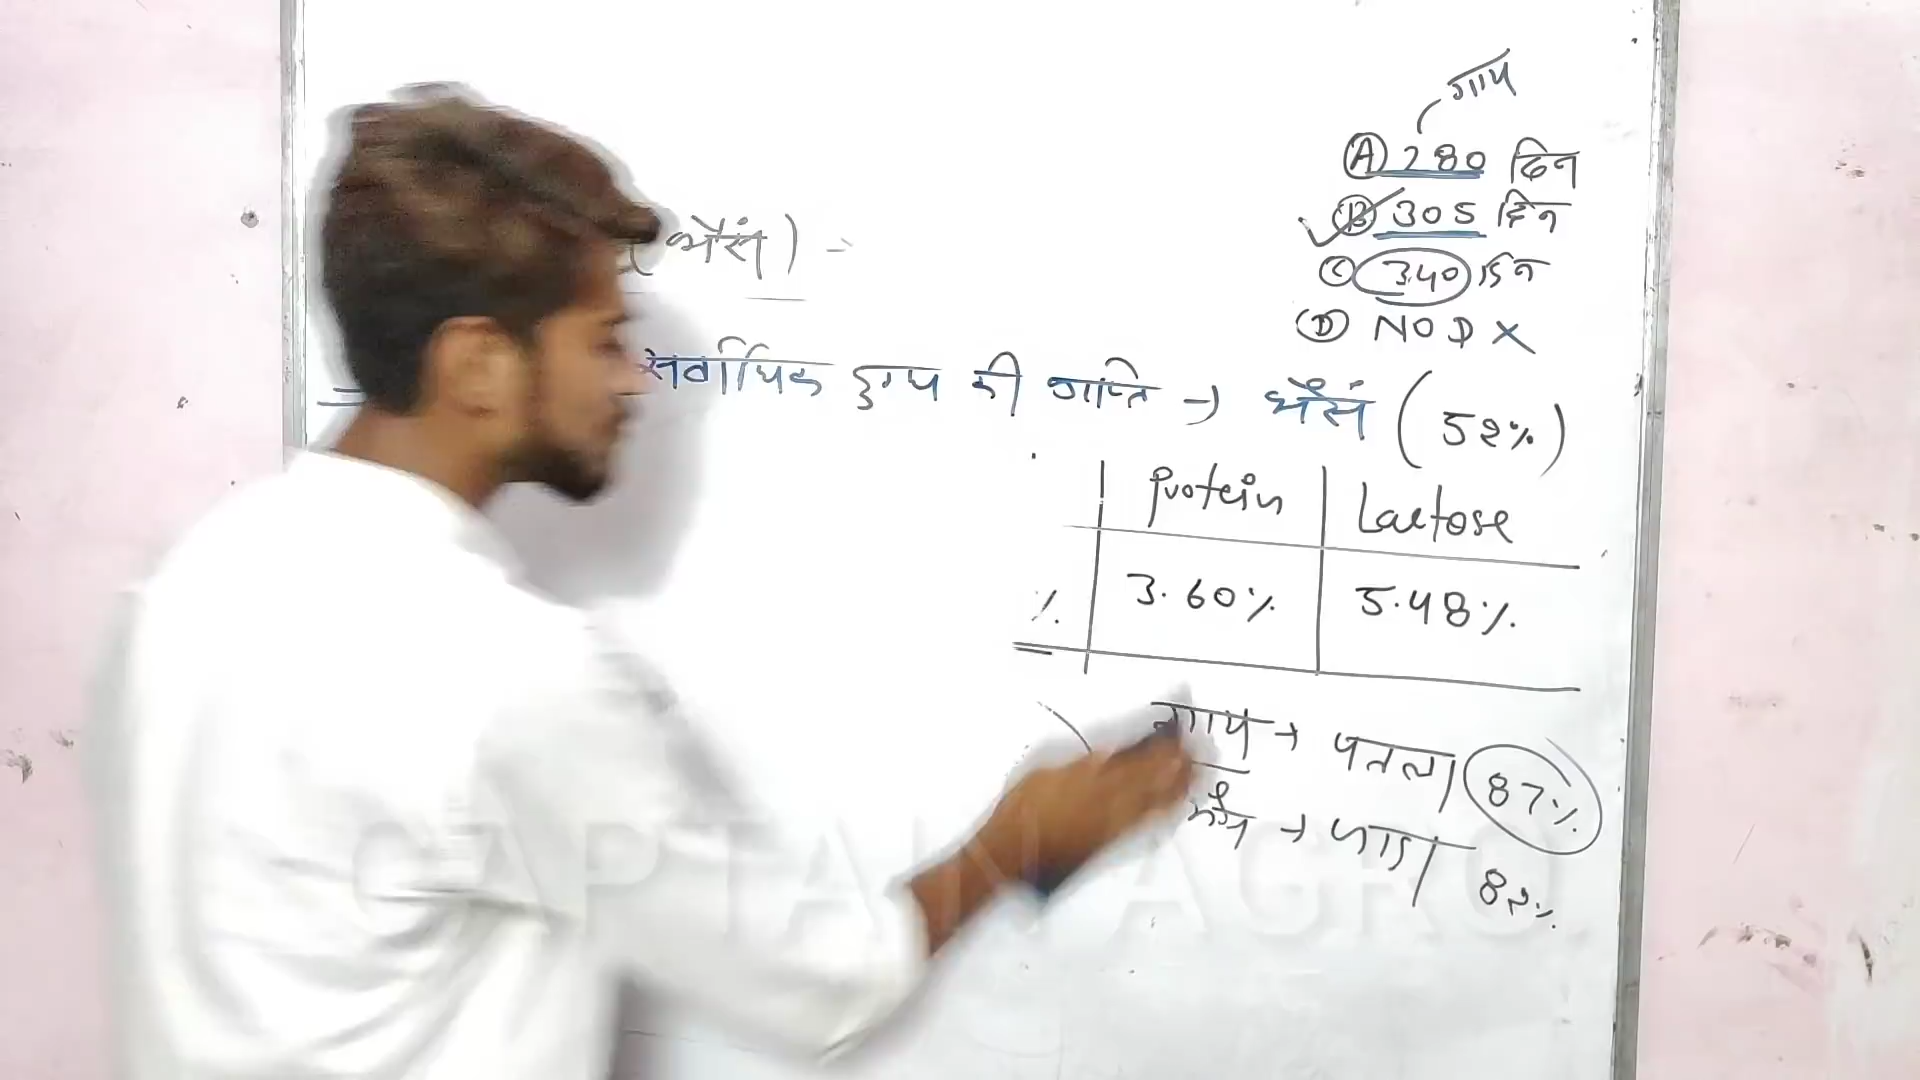 गाय
(A) 280 दिन
(B) 305 दिन
(C) 340 दिन
(D) NOD X
(भैसं) -
सर्वाधिक दुग्ध की प्राप्ति → भैसं (52%)
Protein Lactose
% 3.60% 5.48%
गाय → पतला 87%
भैंस → गाड़ा 82%
CAPTAIN AGRO